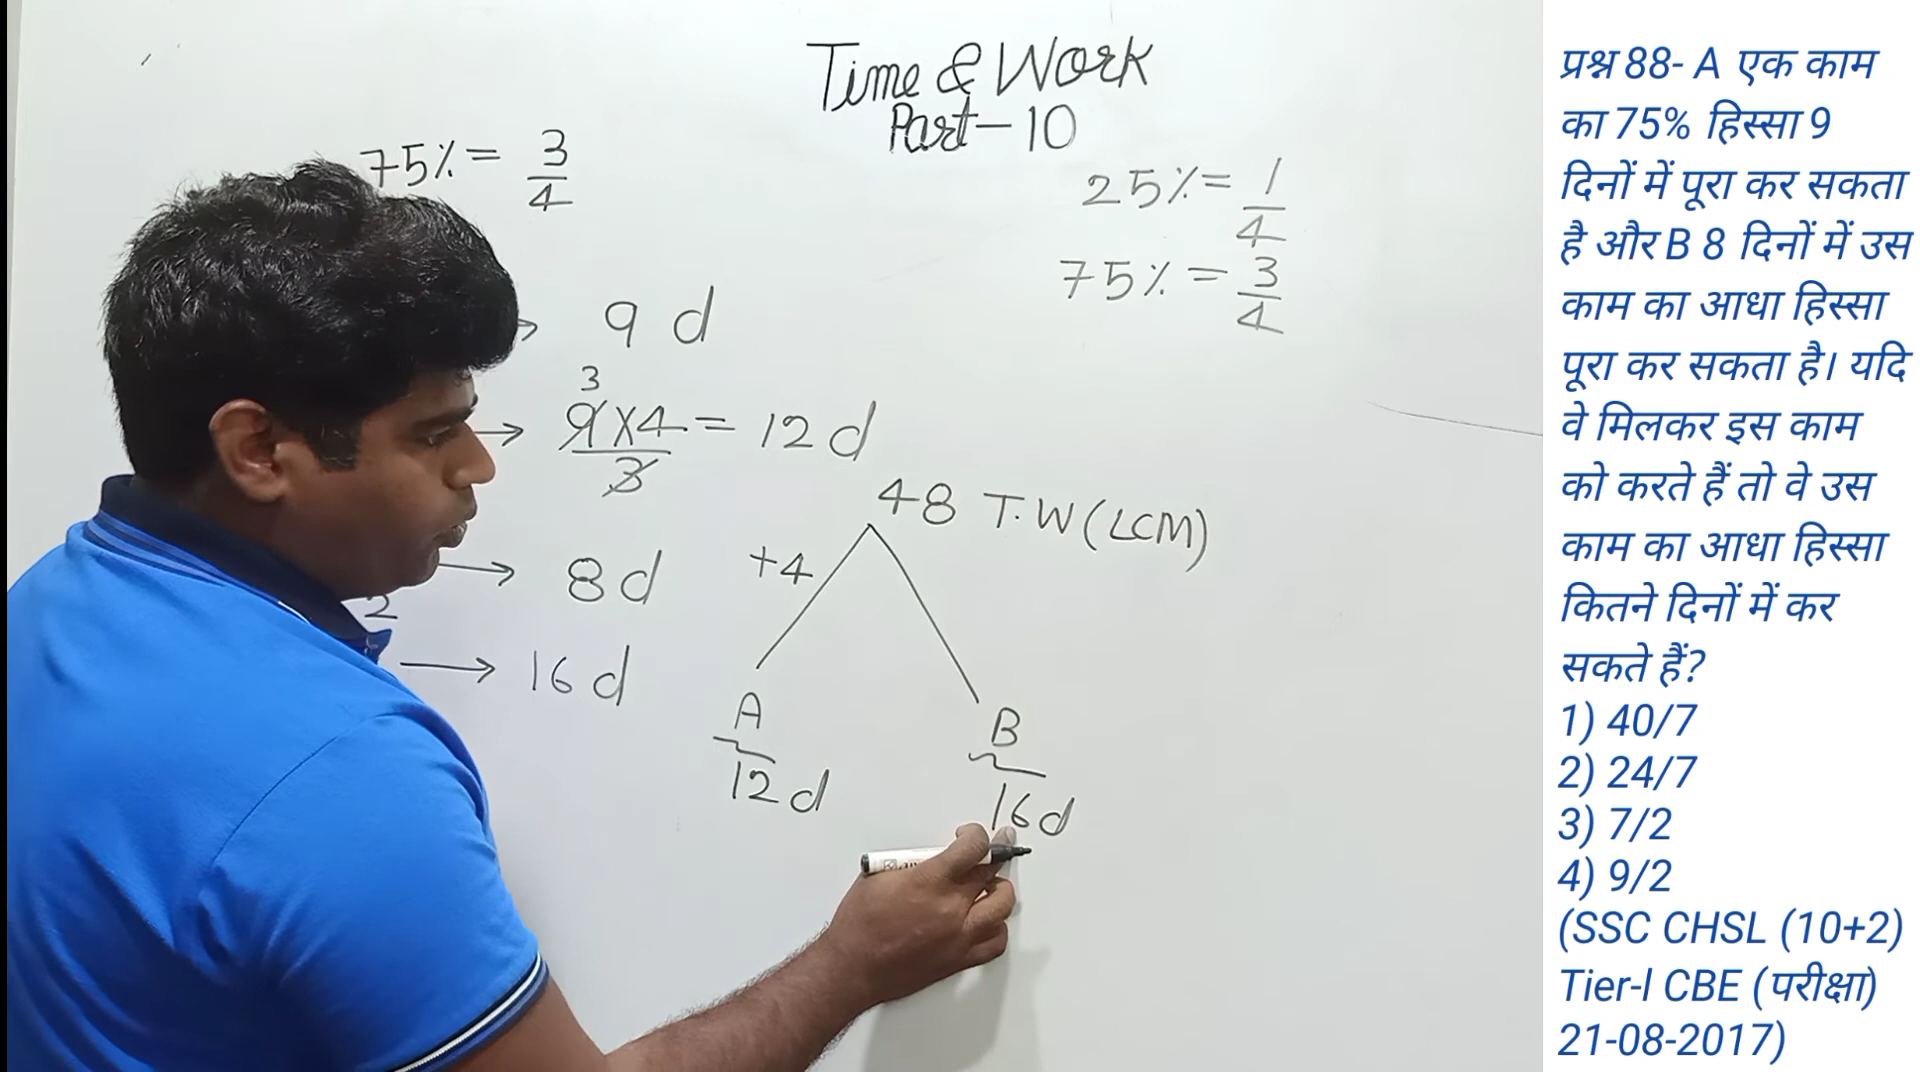 Time & Work
Part-10
75% = 3/4
25% = 1/4
75% = 3/4
→ 9 d
3
→ 9×4/3 = 12 d
48 T.W (LCM)
+4
→ 8 d
2
→ 16 d
A
12 d
B
16 d
प्रश्न 88- A एक काम
का 75% हिस्सा 9
दिनों में पूरा कर सकता
है और B 8 दिनों में उस
काम का आधा हिस्सा
पूरा कर सकता है। यदि
वे मिलकर इस काम
को करते हैं तो वे उस
काम का आधा हिस्सा
कितने दिनों में कर
सकते हैं?
1) 40/7
2) 24/7
3) 7/2
4) 9/2
(SSC CHSL (10+2)
Tier-I CBE (परीक्षा)
21-08-2017)